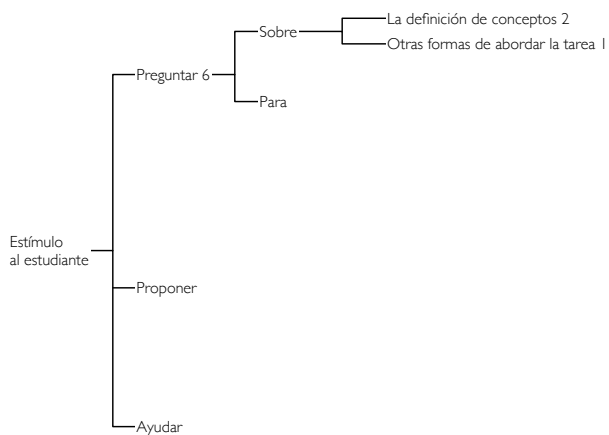 La definición de conceptos 2
Sobre
Otras formas de abordar la tarea 1
Preguntar 6
Para
Estímulo
al estudiante
Proponer
Ayudar